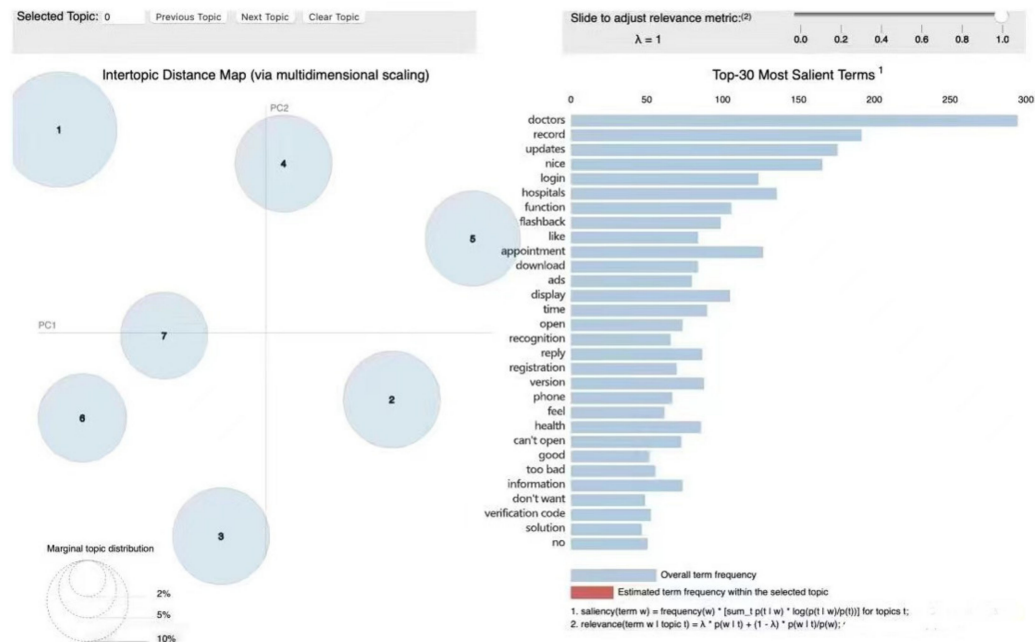 Selected Topic: 0 Previous Topic Next Topic Clear Topic
Slide to adjust relevance metric:(2)
λ = 1
0.0 0.2 0.4 0.6 0.8 1.0
Intertopic Distance Map (via multidimensional scaling)
PC2
PC1
1
4
5
7
2
6
3
Marginal topic distribution
2%
5%
10%
Top-30 Most Salient Terms 1
0 50 100 150 200 250 300
doctors
record
updates
nice
login
hospitals
function
flashback
like
appointment
download
ads
display
time
open
recognition
reply
registration
version
phone
feel
health
can't open
good
too bad
information
don't want
verification code
solution
no
Overall term frequency
Estimated term frequency within the selected topic
1. saliency(term w) = frequency(w) * [sum_t p(t I w) * log(p(t I w)/p(t))] for topics t;
2. relevance(term w I topic t) = λ * p(w I t) + (1 - λ) * p(w I t)/p(w);